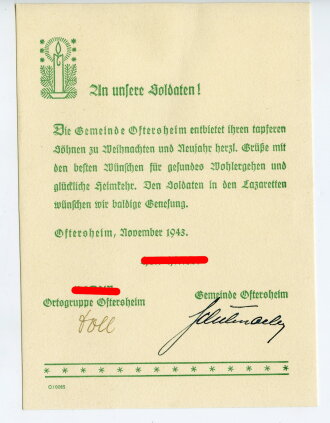 An unsere Soldaten!
Die Gemeinde Oftersheim entbietet ihren tapferen
Söhnen zu Weihnachten und Neujahr herzl. Grüße mit
den besten Wünschen für gesundes Wohlergehen und
glückliche Heimkehr. Den Soldaten in den Lazaretten
wünschen wir baldige Genesung.
Oftersheim, November 1943.
Ortsgruppe Oftersheim
Gemeinde Oftersheim